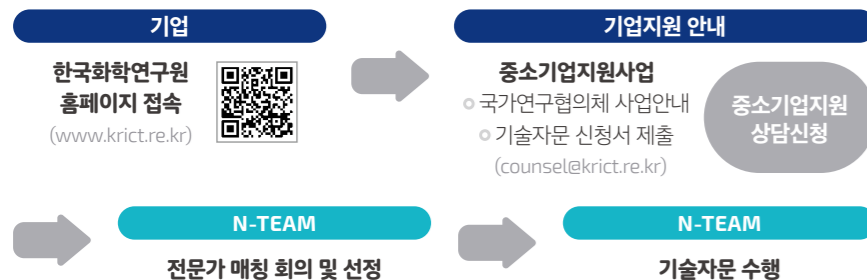 기업
한국화학연구원
홈페이지 접속
(www.krict.re.kr)
기업지원 안내
중소기업지원사업
국가연구협의체 사업안내
기술자문 신청서 제출
(counsel@krict.re.kr)
중소기업지원
상담신청
N-TEAM
전문가 매칭 회의 및 선정
N-TEAM
기술자문 수행